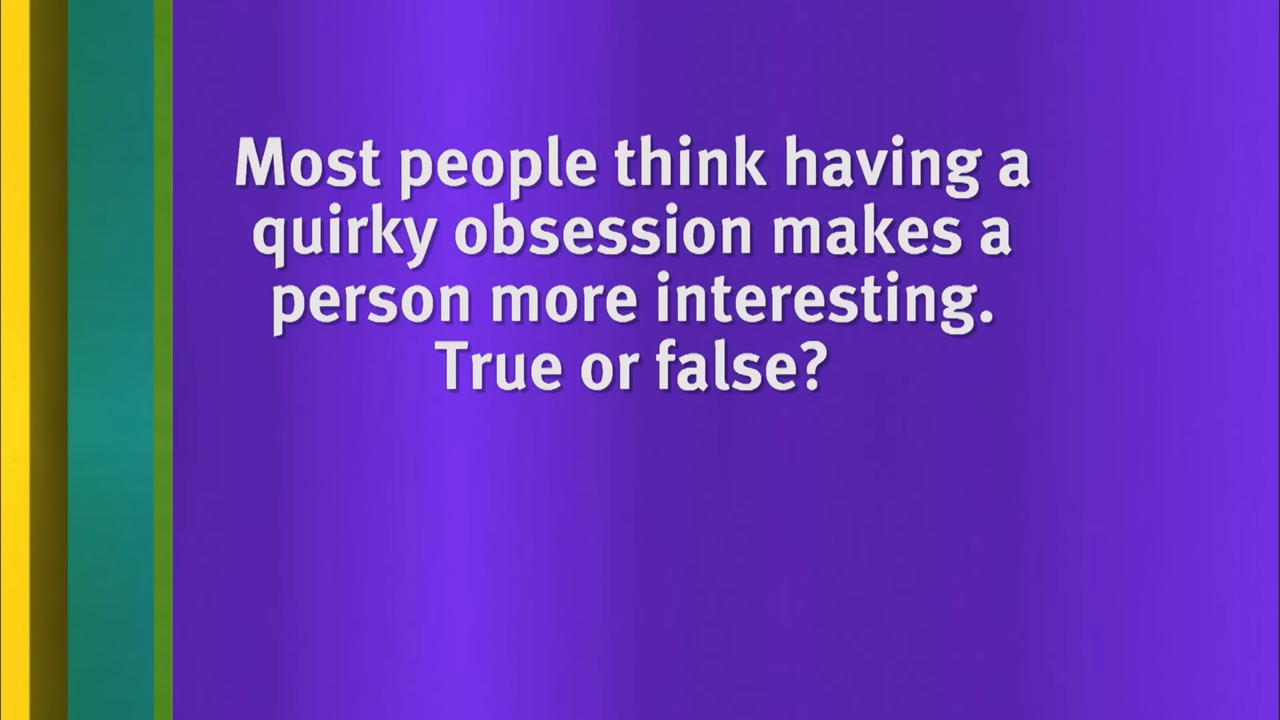 Most people think having a
quirky obsession makes a
person more interesting.
True or false?